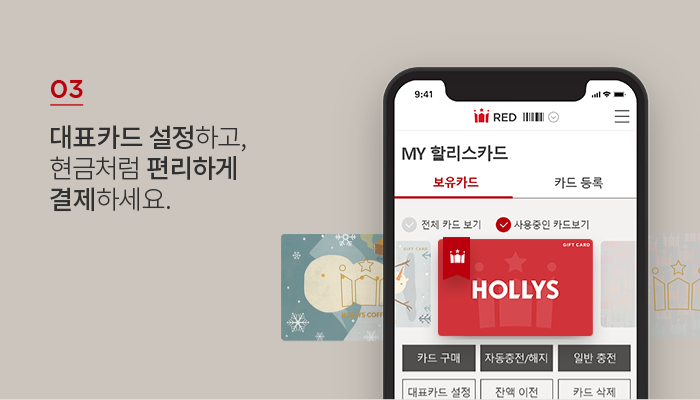 03
대표카드 설정하고,
현금처럼 편리하게
결제하세요.
9:41
RED
MY 할리스카드
보유카드 카드 등록
전체 카드 보기 사용중인 카드보기
GIFT CARD
GIFT CARD
HOLLYS
HOLLYS COFFEE
카드 구매 자동충전/해지 일반 충전
대표카드 설정 잔액 이전 카드 삭제